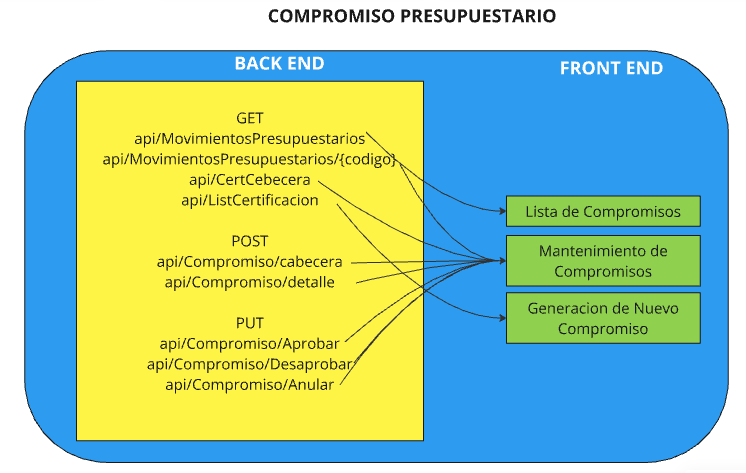 COMPROMISO PRESUPUESTARIO
BACK END
FRONT END
GET
api/MovimientosPresupuestarios
api/MovimientosPresupuestarios/{codigo}
api/CertCebecera
api/ListCertificacion
POST
api/Compromiso/cabecera
api/Compromiso/detalle
PUT
api/Compromiso/Aprobar
api/Compromiso/Desaprobar
api/Compromiso/Anular
Lista de Compromisos
Mantenimiento de
Compromisos
Generacion de Nuevo
Compromiso